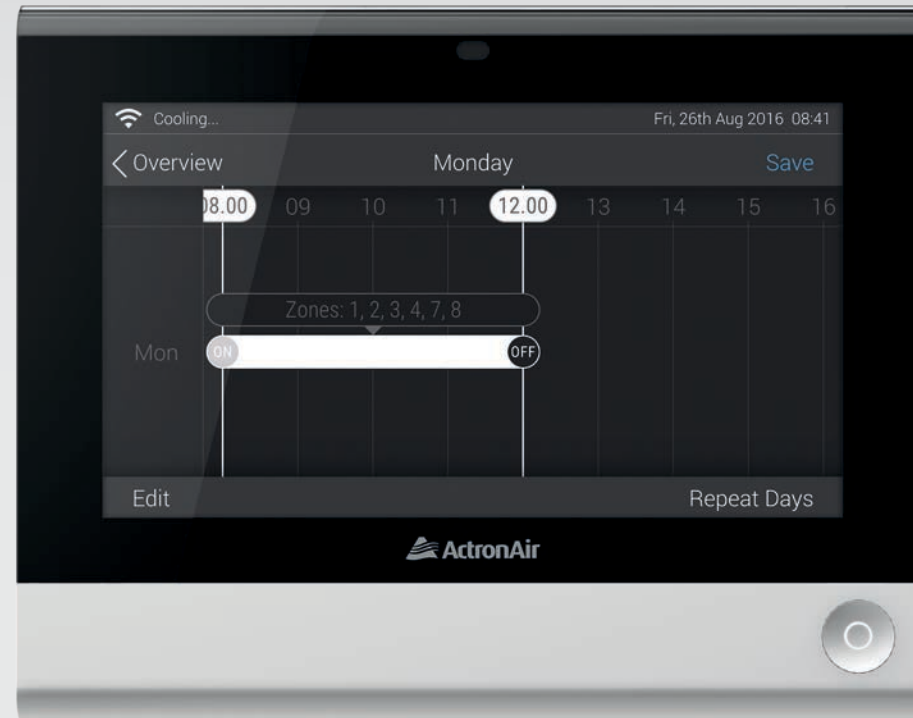 Cooling...
Fri, 26th Aug 2016 08:41
Overview
Monday
Save
08.00 09 10 11 12.00 13 14 15 16
Zones: 1, 2, 3, 4, 7, 8
Mon
ON
OFF
Edit
Repeat Days
ActronAir